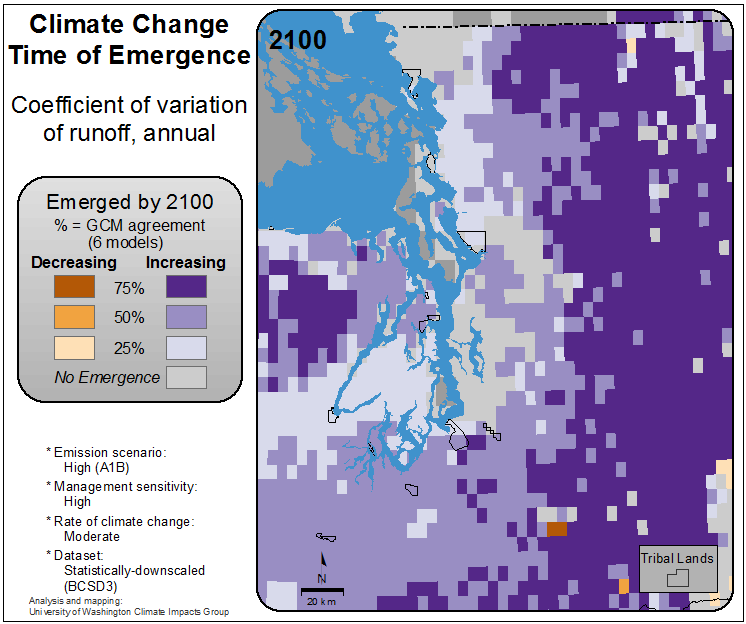 Climate Change
Time of Emergence
Coefficient of variation
of runoff, annual
Emerged by 2100
% = GCM agreement
(6 models)
Decreasing Increasing
75%
50%
25%
No Emergence
* Emission scenario:
High (A1B)
* Management sensitivity:
High
* Rate of climate change:
Moderate
* Dataset:
Statistically-downscaled
(BCSD3)
Analysis and mapping:
University of Washington Climate Impacts Group
2100
N
20 km
Tribal Lands